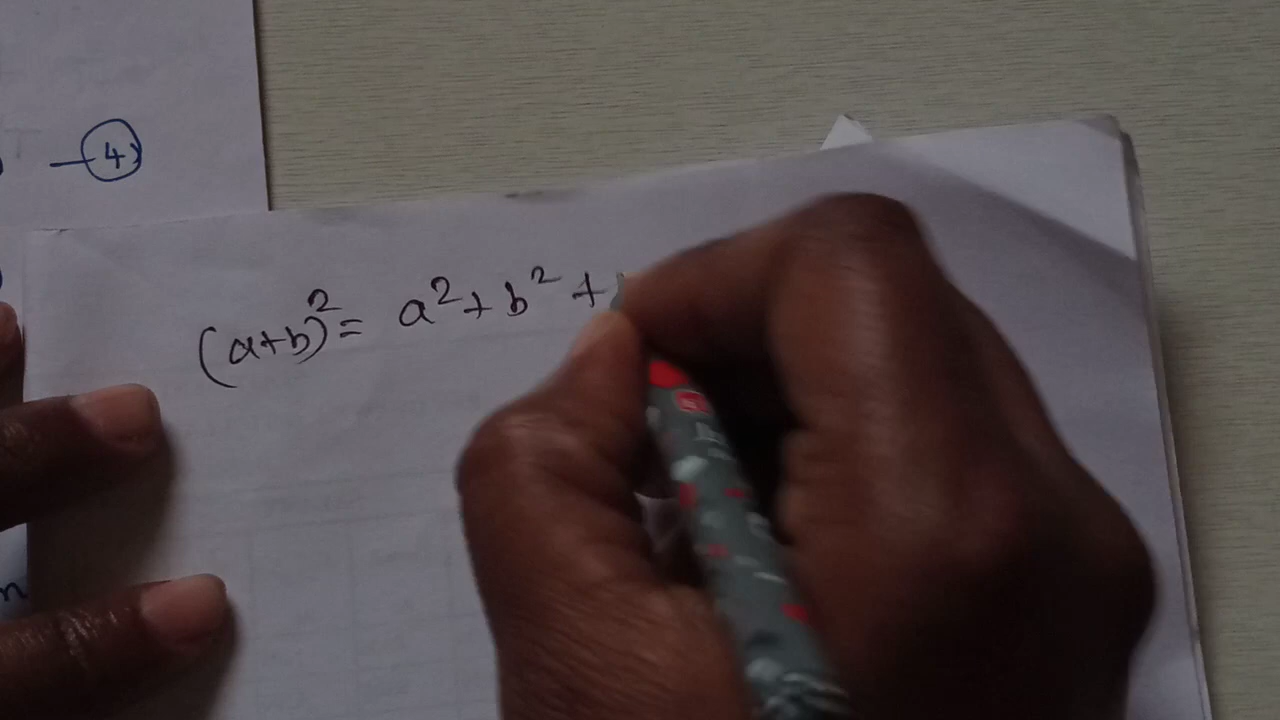 — 4
(a+b)² = a² + b² +
n